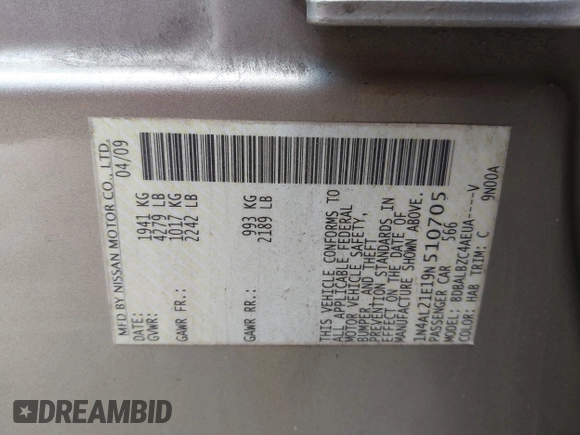 MFD BY NISSAN MOTOR CO., LTD.
DATE: 04/09
GVWR: 1941 KG
4279 LB
GAWR FR: 1017 KG
2242 LB
GAWR RR: 993 KG
2189 LB
THIS VEHICLE CONFORMS TO
ALL APPLICABLE FEDERAL
MOTOR VEHICLE SAFETY,
BUMPER, AND THEFT
PREVENTION STANDARDS IN
EFFECT ON THE DATE OF
MANUFACTURE SHOWN ABOVE.
1N4AL21E19N510705
PASSENGER CAR 566
MODEL: BDBALBZC4AEUA----V
COLOR: HAB TRIM: C 9N00A
DREAMBID